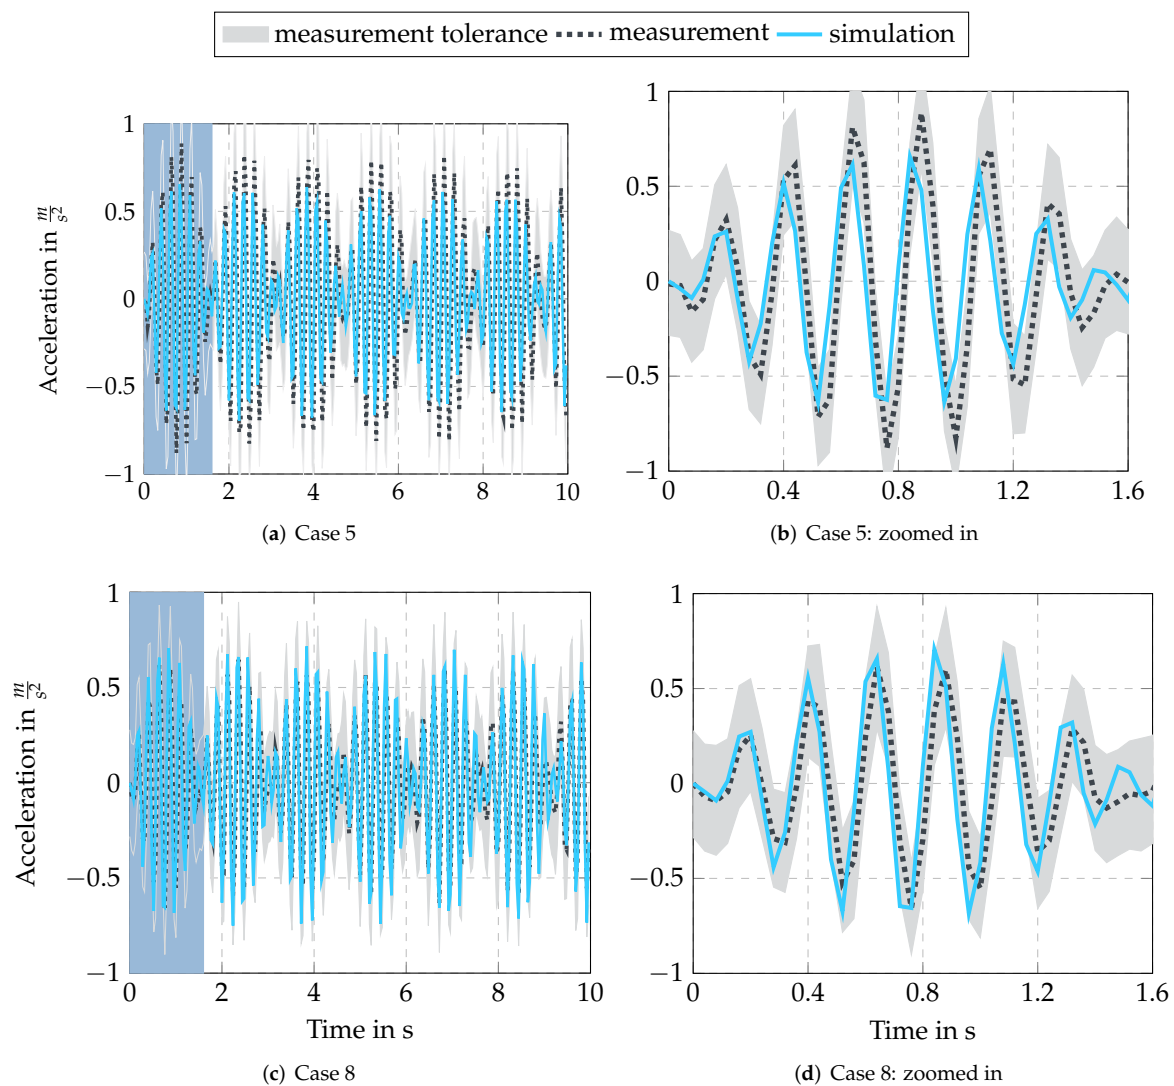 measurement tolerance measurement simulation
1
0.5
0
−0.5
−1
Acceleration in m/s²
0 2 4 6 8 10
(a) Case 5
1
0.5
0
−0.5
−1
0 0.4 0.8 1.2 1.6
(b) Case 5: zoomed in
1
0.5
0
−0.5
−1
Acceleration in m/s²
0 2 4 6 8 10
Time in s
(c) Case 8
1
0.5
0
−0.5
−1
0 0.4 0.8 1.2 1.6
Time in s
(d) Case 8: zoomed in